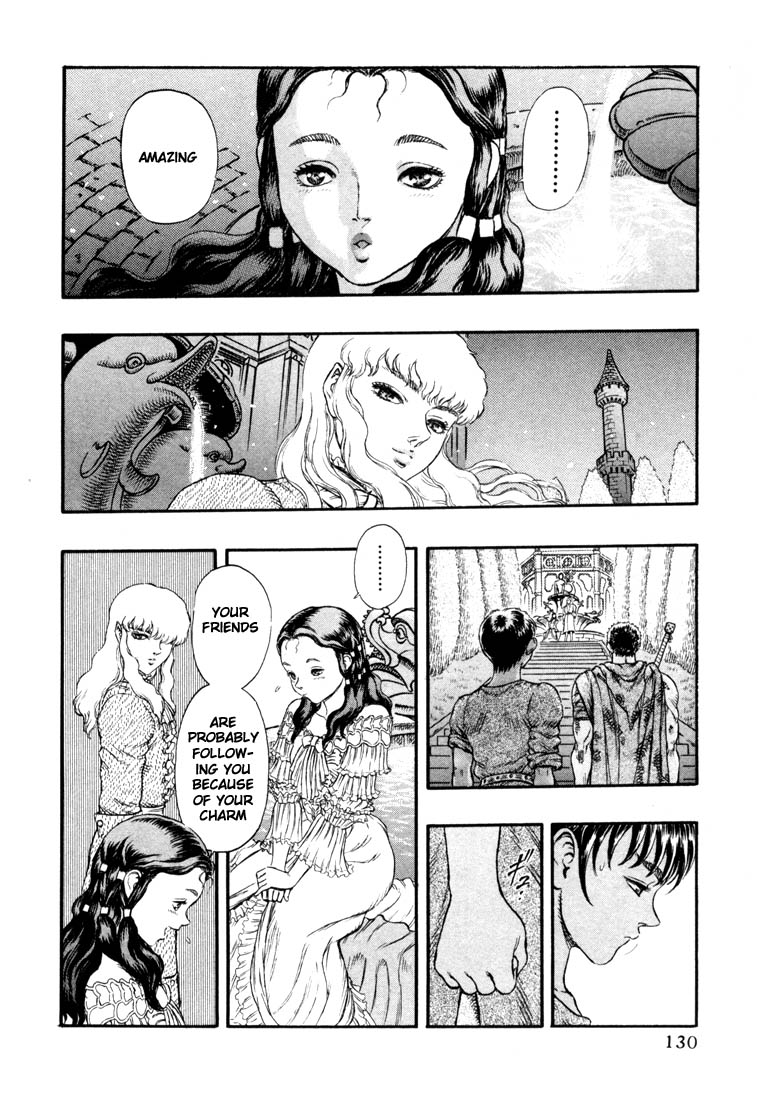 ………
AMAZING
………
YOUR
FRIENDS
ARE
PROBABLY
FOLLOW-
ING YOU
BECAUSE
OF YOUR
CHARM
130